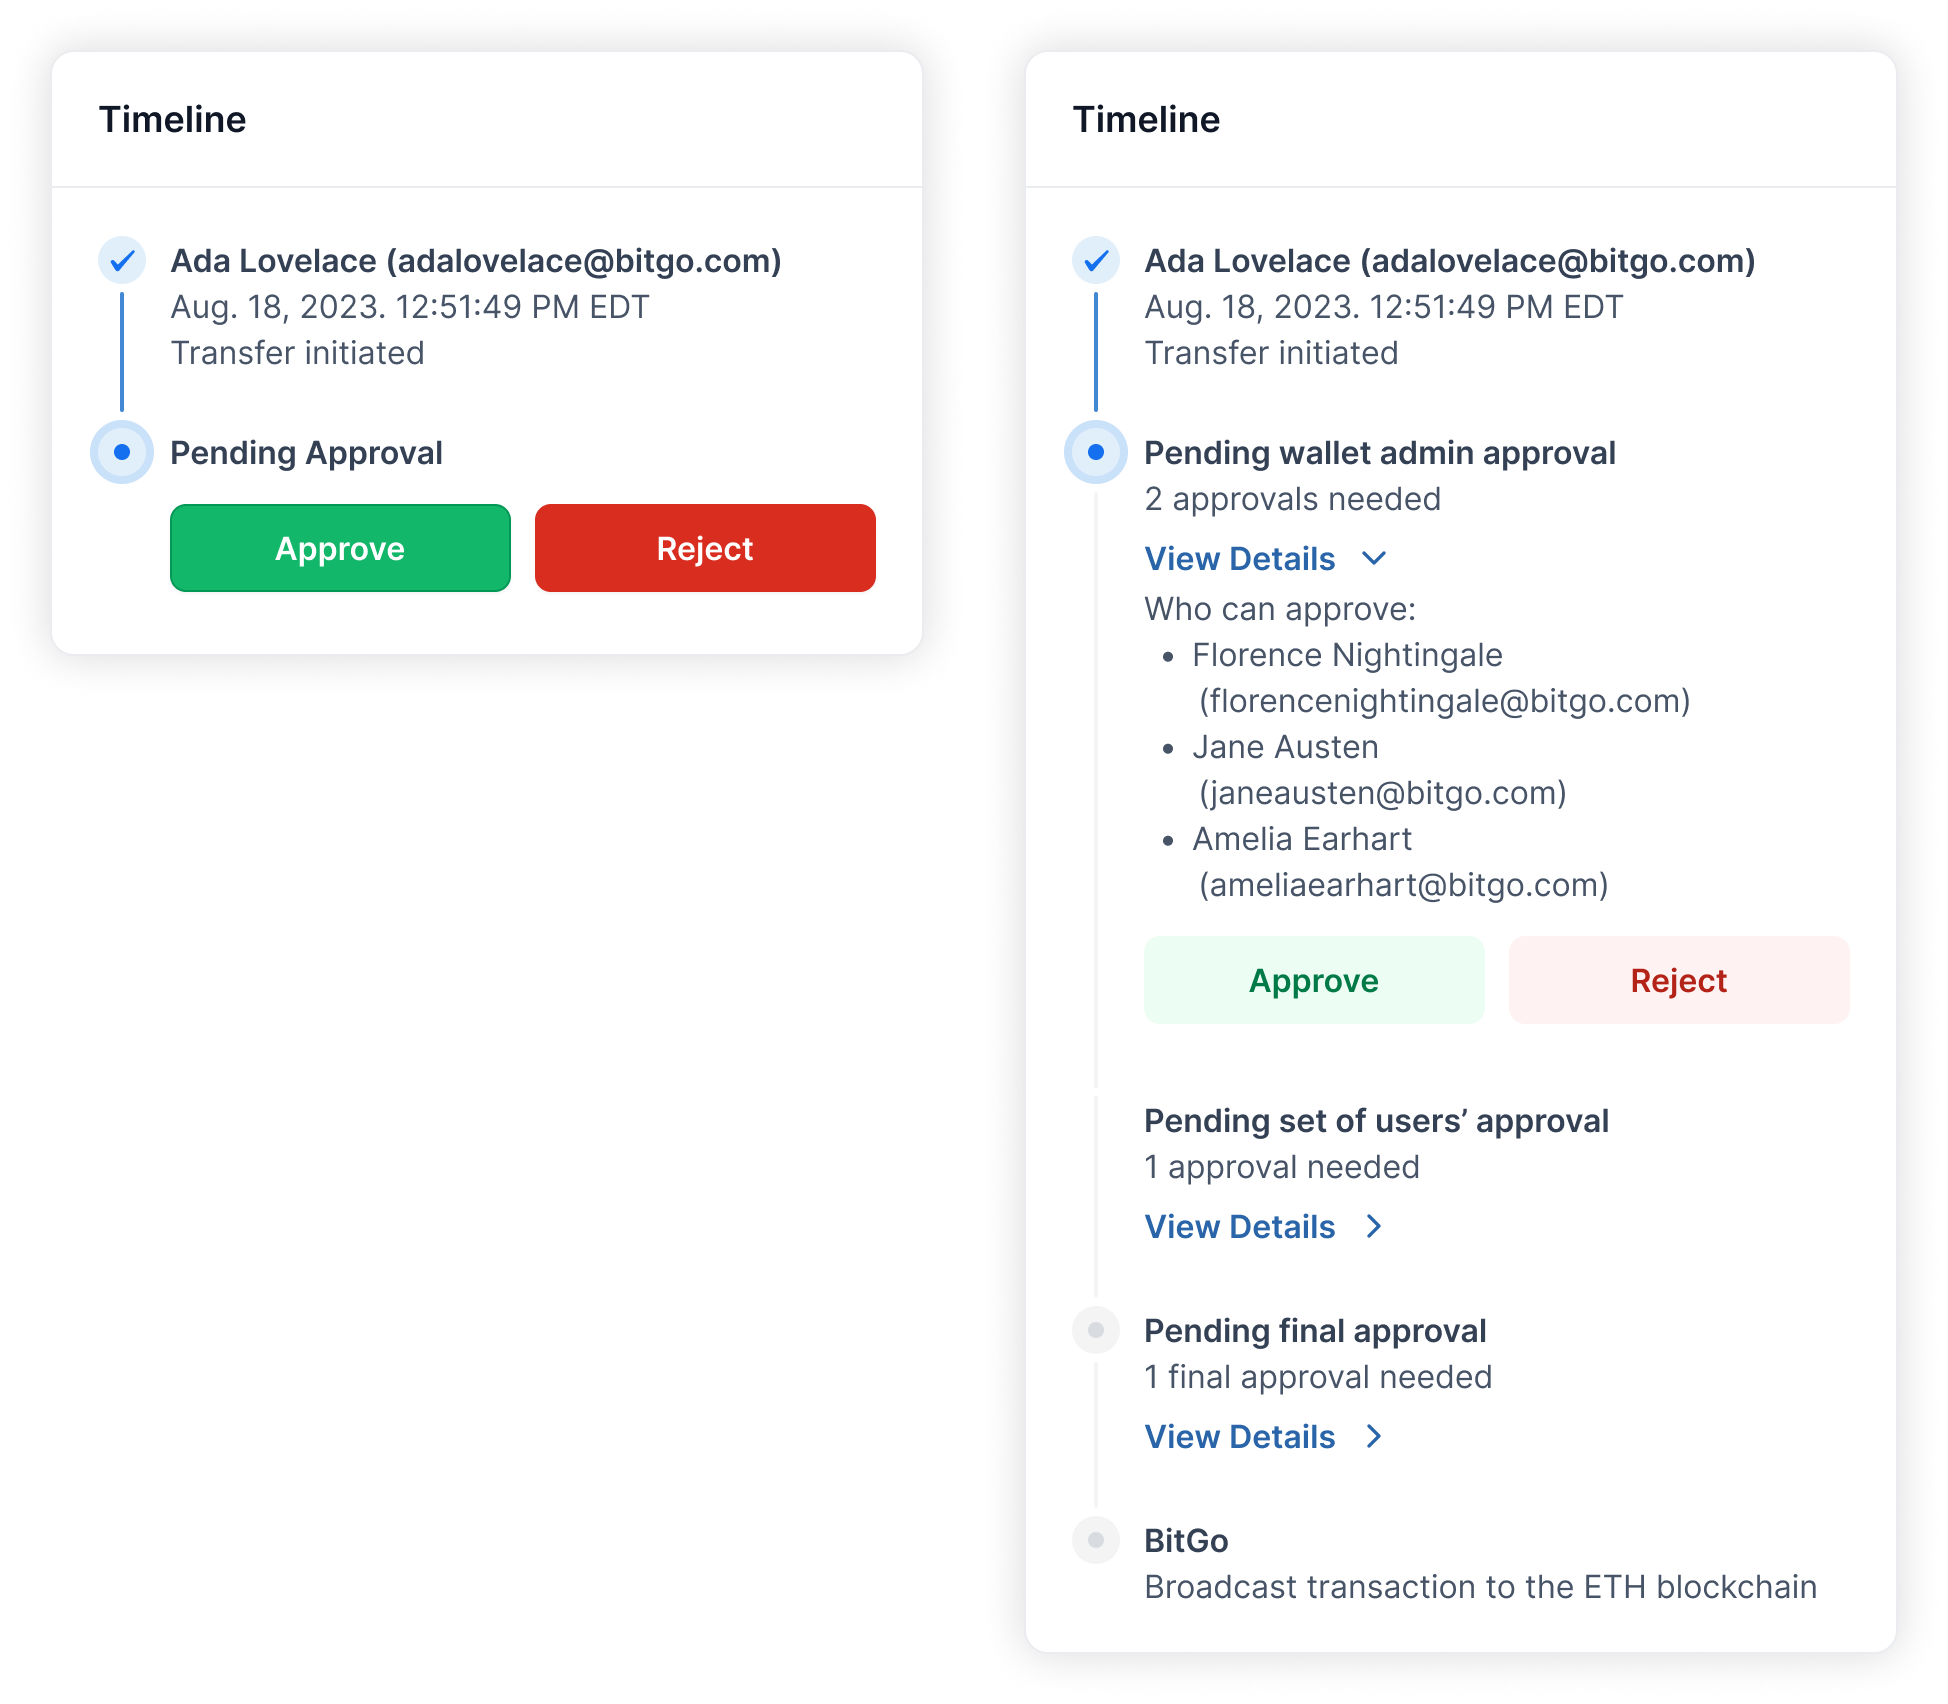 Timeline
Ada Lovelace (adalovelace@bitgo.com)
Aug. 18, 2023. 12:51:49 PM EDT
Transfer initiated
Pending Approval
Approve
Reject
Timeline
Ada Lovelace (adalovelace@bitgo.com)
Aug. 18, 2023. 12:51:49 PM EDT
Transfer initiated
Pending wallet admin approval
2 approvals needed
View Details
Who can approve:
• Florence Nightingale
(florencenightingale@bitgo.com)
• Jane Austen
(janeausten@bitgo.com)
• Amelia Earhart
(ameliaearhart@bitgo.com)
Approve
Reject
Pending set of users’ approval
1 approval needed
View Details
Pending final approval
1 final approval needed
View Details
BitGo
Broadcast transaction to the ETH blockchain